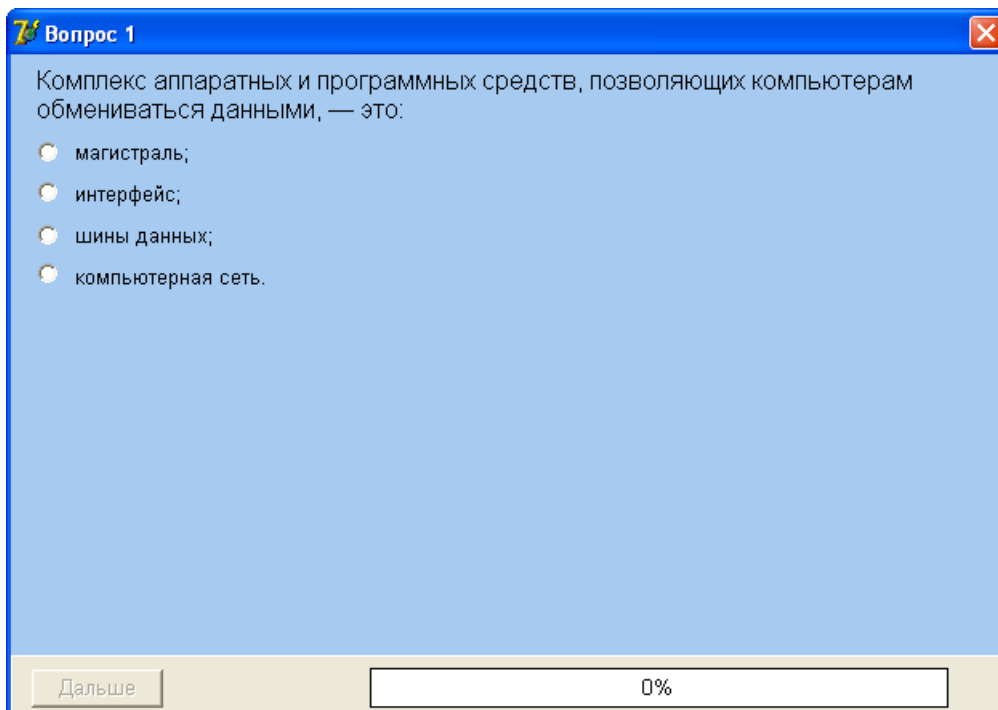 Вопрос 1
Комплекс аппаратных и программных средств, позволяющих компьютерам
обмениваться данными, — это:
магистраль;
интерфейс;
шины данных;
компьютерная сеть.
Дальше
0%